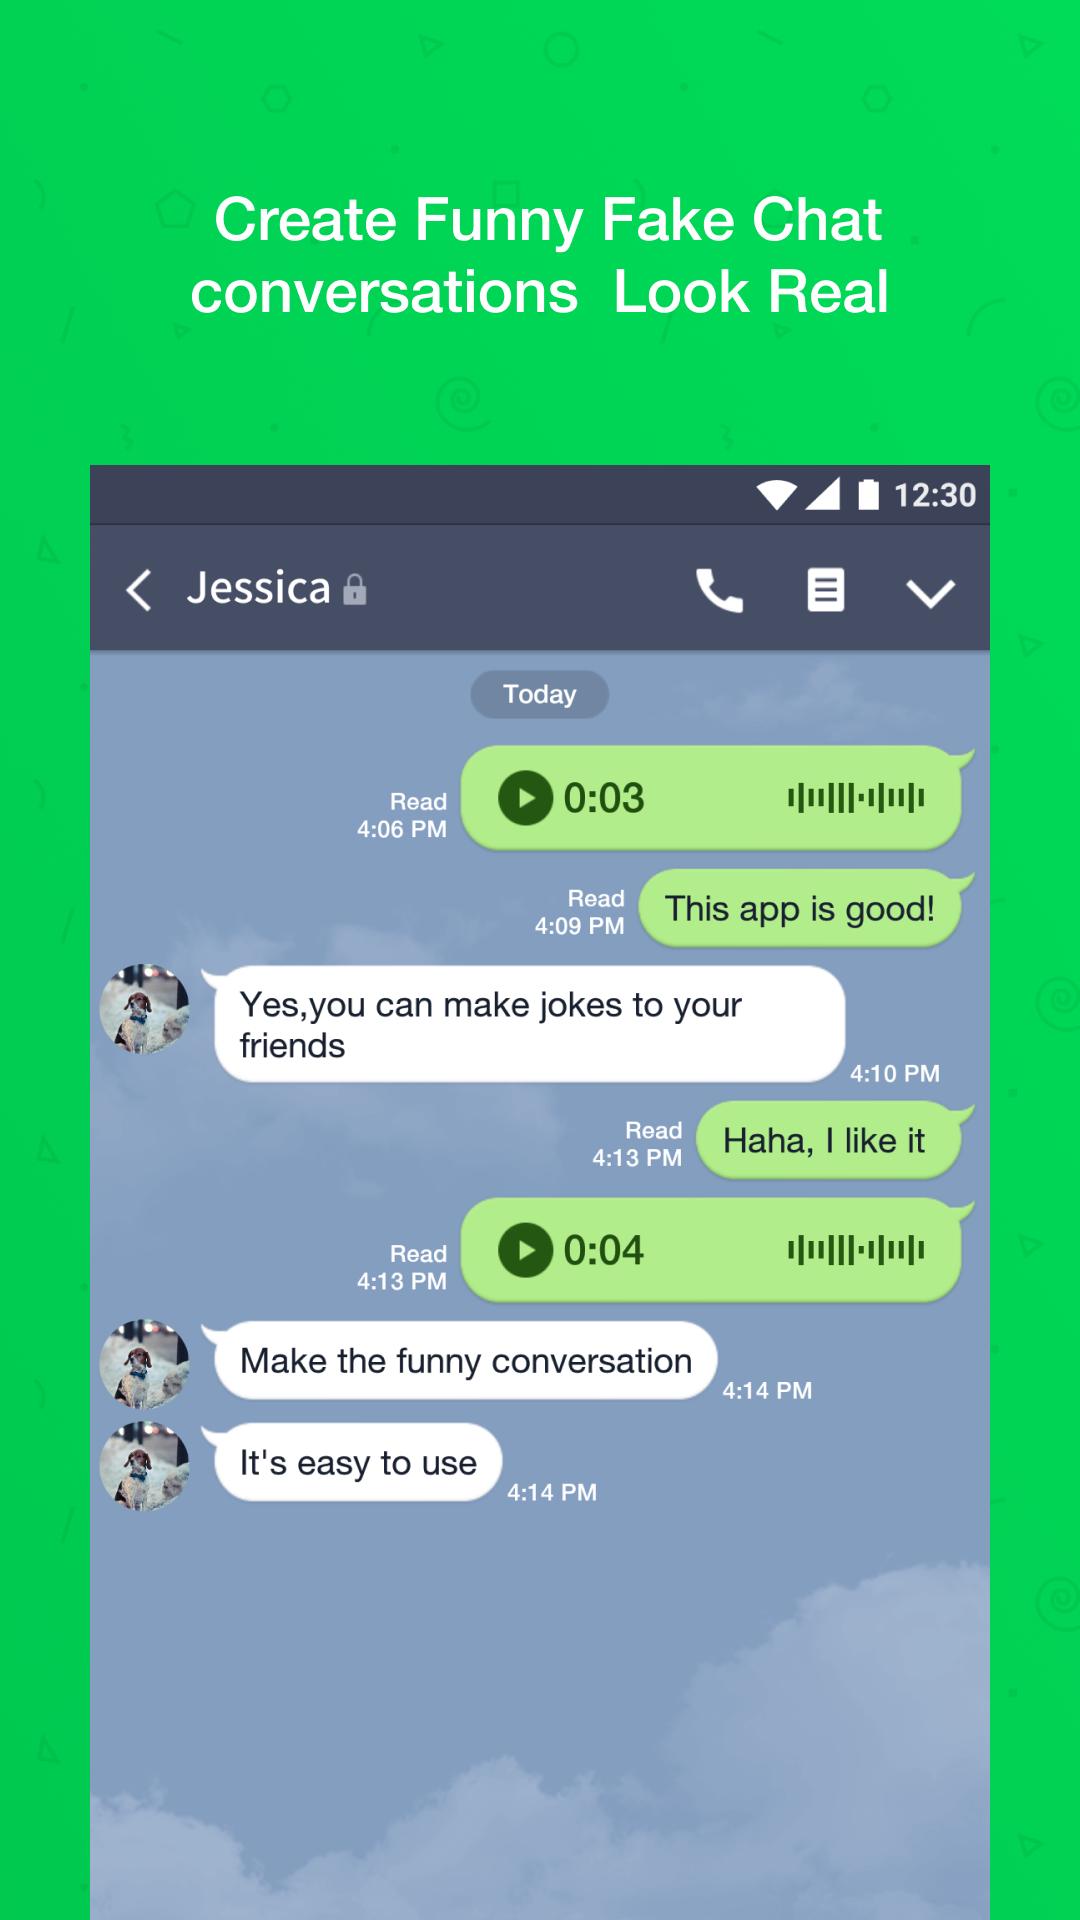 Create Funny Fake Chat
conversations  Look Real
12:30
Jessica
Today
0:03
Read
4:06 PM
This app is good!
Read
4:09 PM
Yes,you can make jokes to your
friends
4:10 PM
Haha, I like it
Read
4:13 PM
0:04
Read
4:13 PM
Make the funny conversation
4:14 PM
It's easy to use
4:14 PM